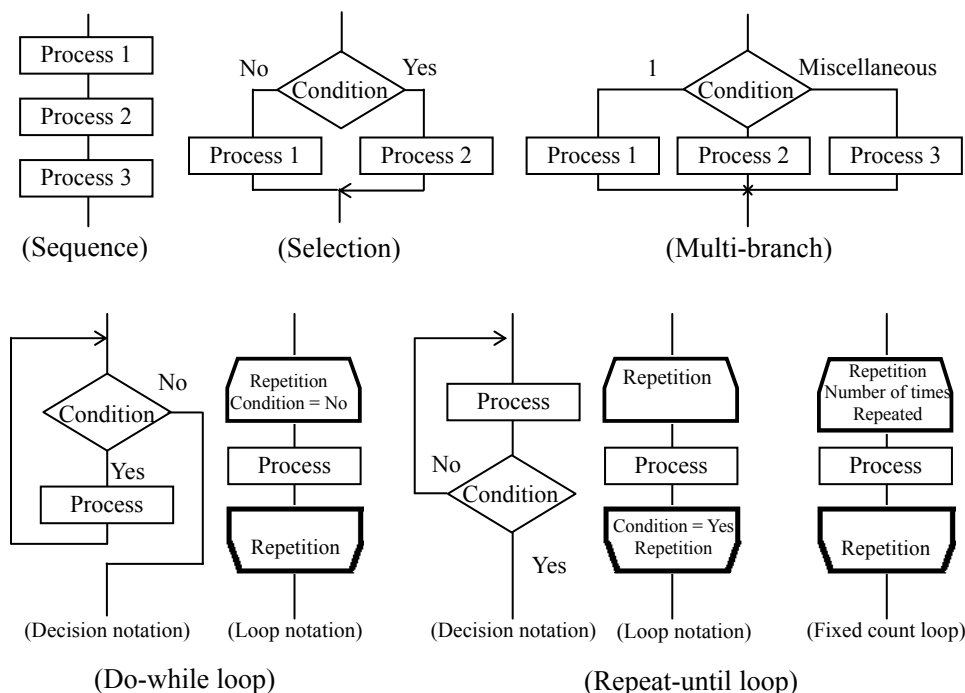 Process 1
Process 2
Process 3
(Sequence)
No
Yes
Condition
Process 1
Process 2
(Selection)
1
Miscellaneous
Condition
Process 1
Process 2
Process 3
(Multi-branch)
No
Condition
Yes
Process
(Decision notation)
Repetition
Condition = No
Process
Repetition
(Loop notation)
(Do-while loop)
Process
No
Condition
Yes
(Decision notation)
Repetition
Process
Condition = Yes
Repetition
(Loop notation)
Repetition
Number of times
Repeated
Process
Repetition
(Fixed count loop)
(Repeat-until loop)